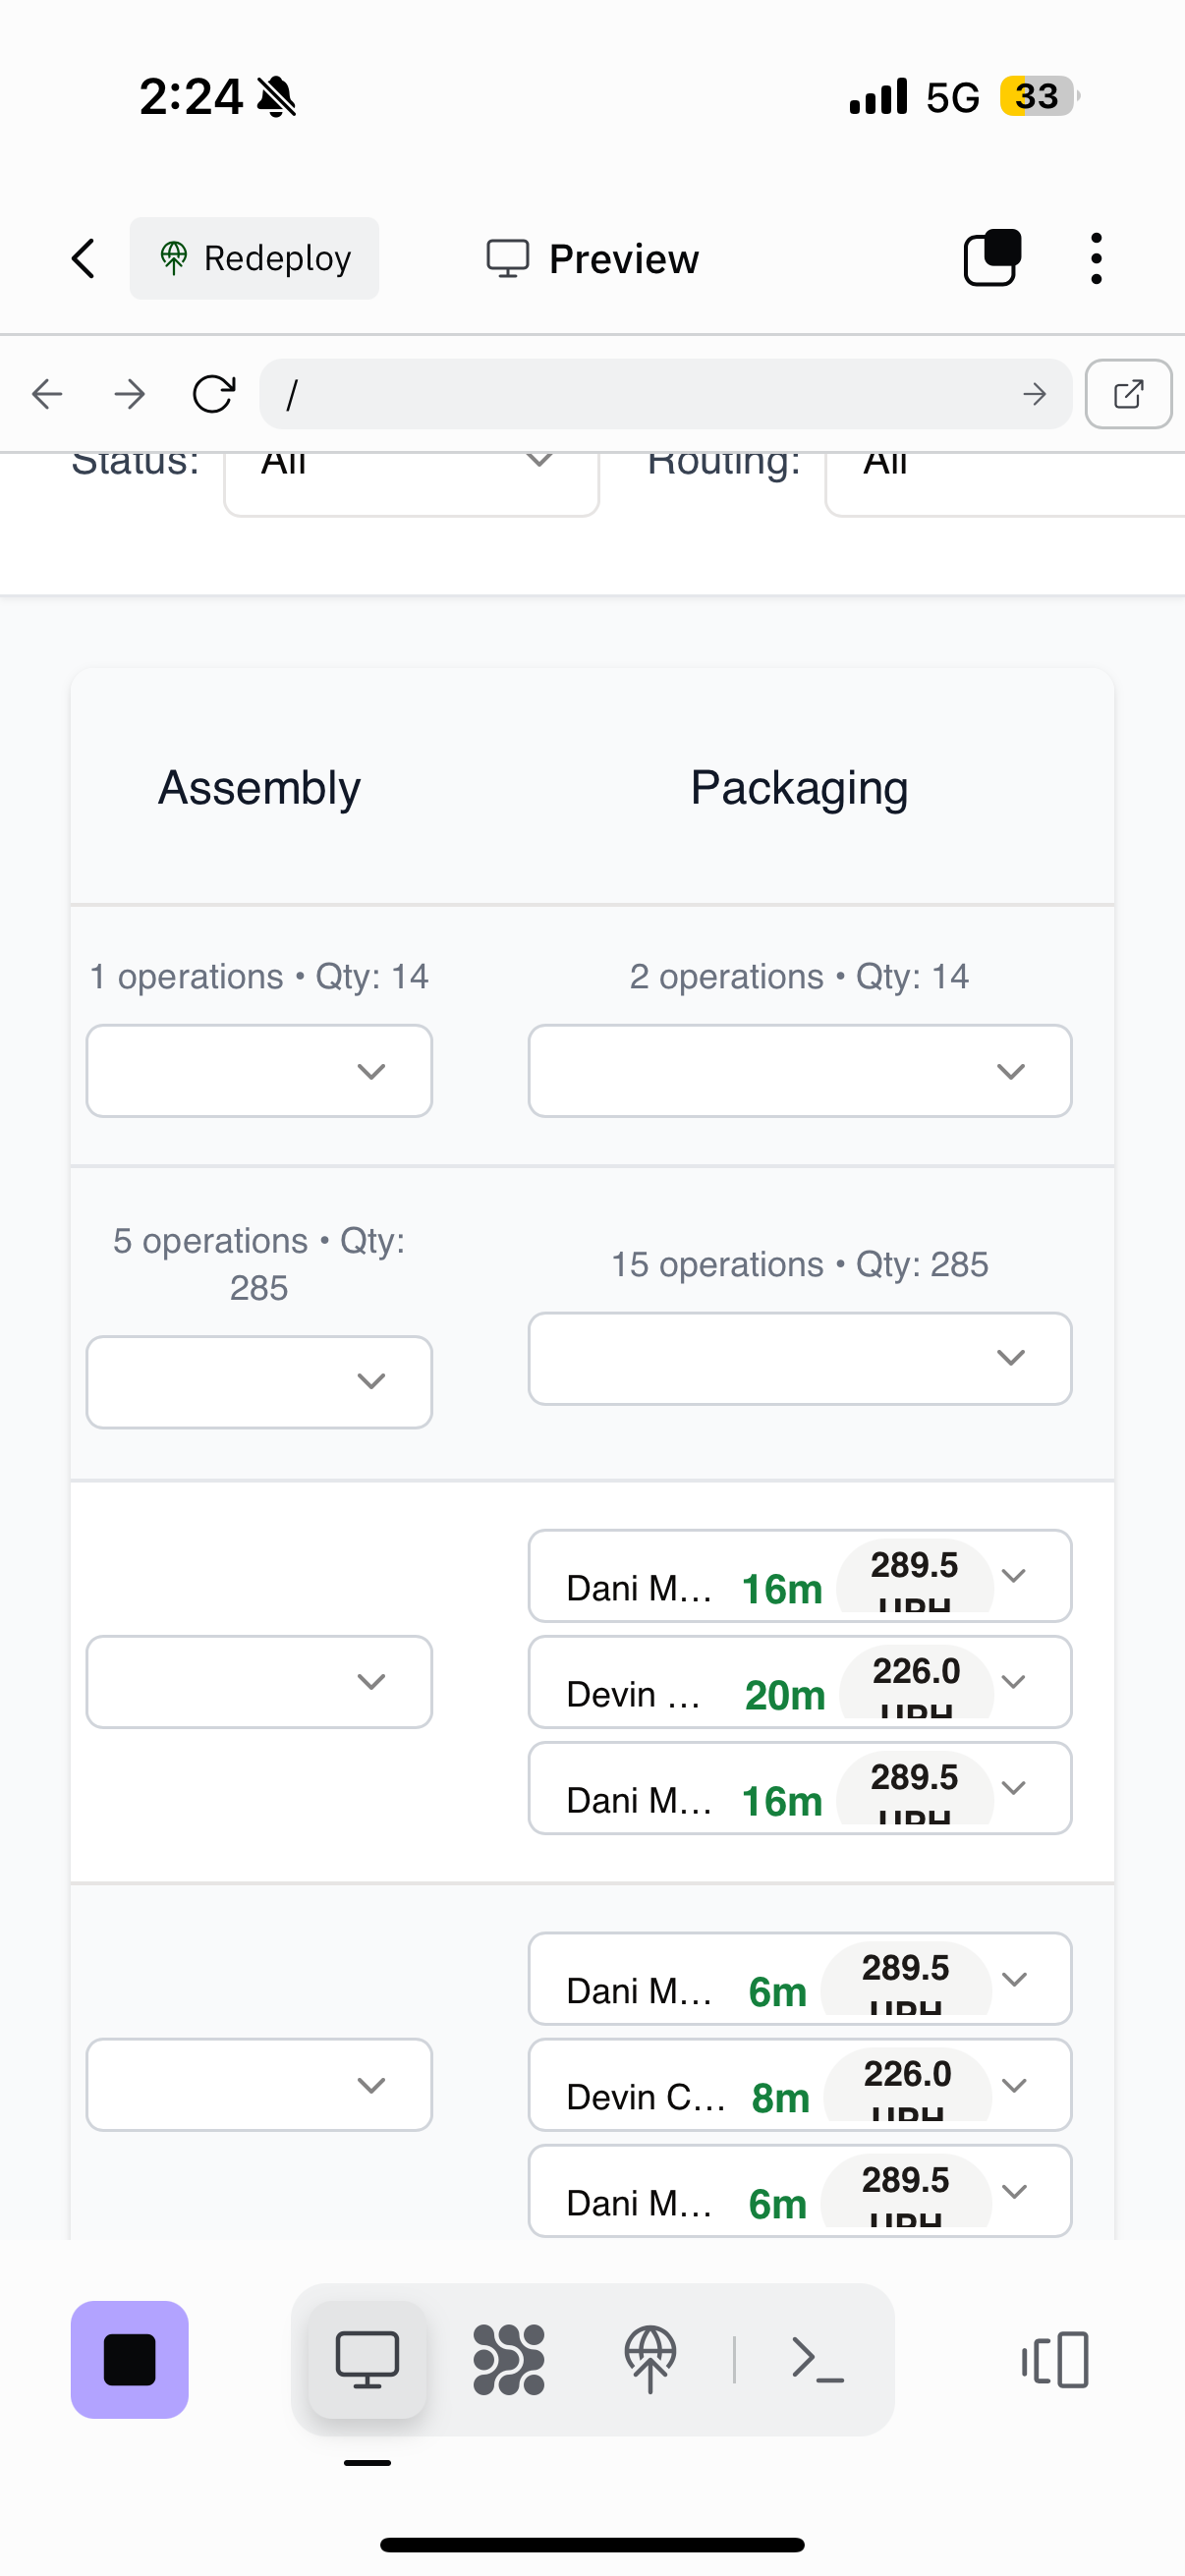 2:24 5G 33
Redeploy Preview
/
Status: All Routing: All
Assembly Packaging
1 operations • Qty: 14 2 operations • Qty: 14
5 operations • Qty:
285
15 operations • Qty: 285
Dani M... 16m 289.5
UPH
Devin ... 20m 226.0
UPH
Dani M... 16m 289.5
UPH
Dani M... 6m 289.5
UPH
Devin C... 8m 226.0
UPH
Dani M... 6m 289.5
UPH